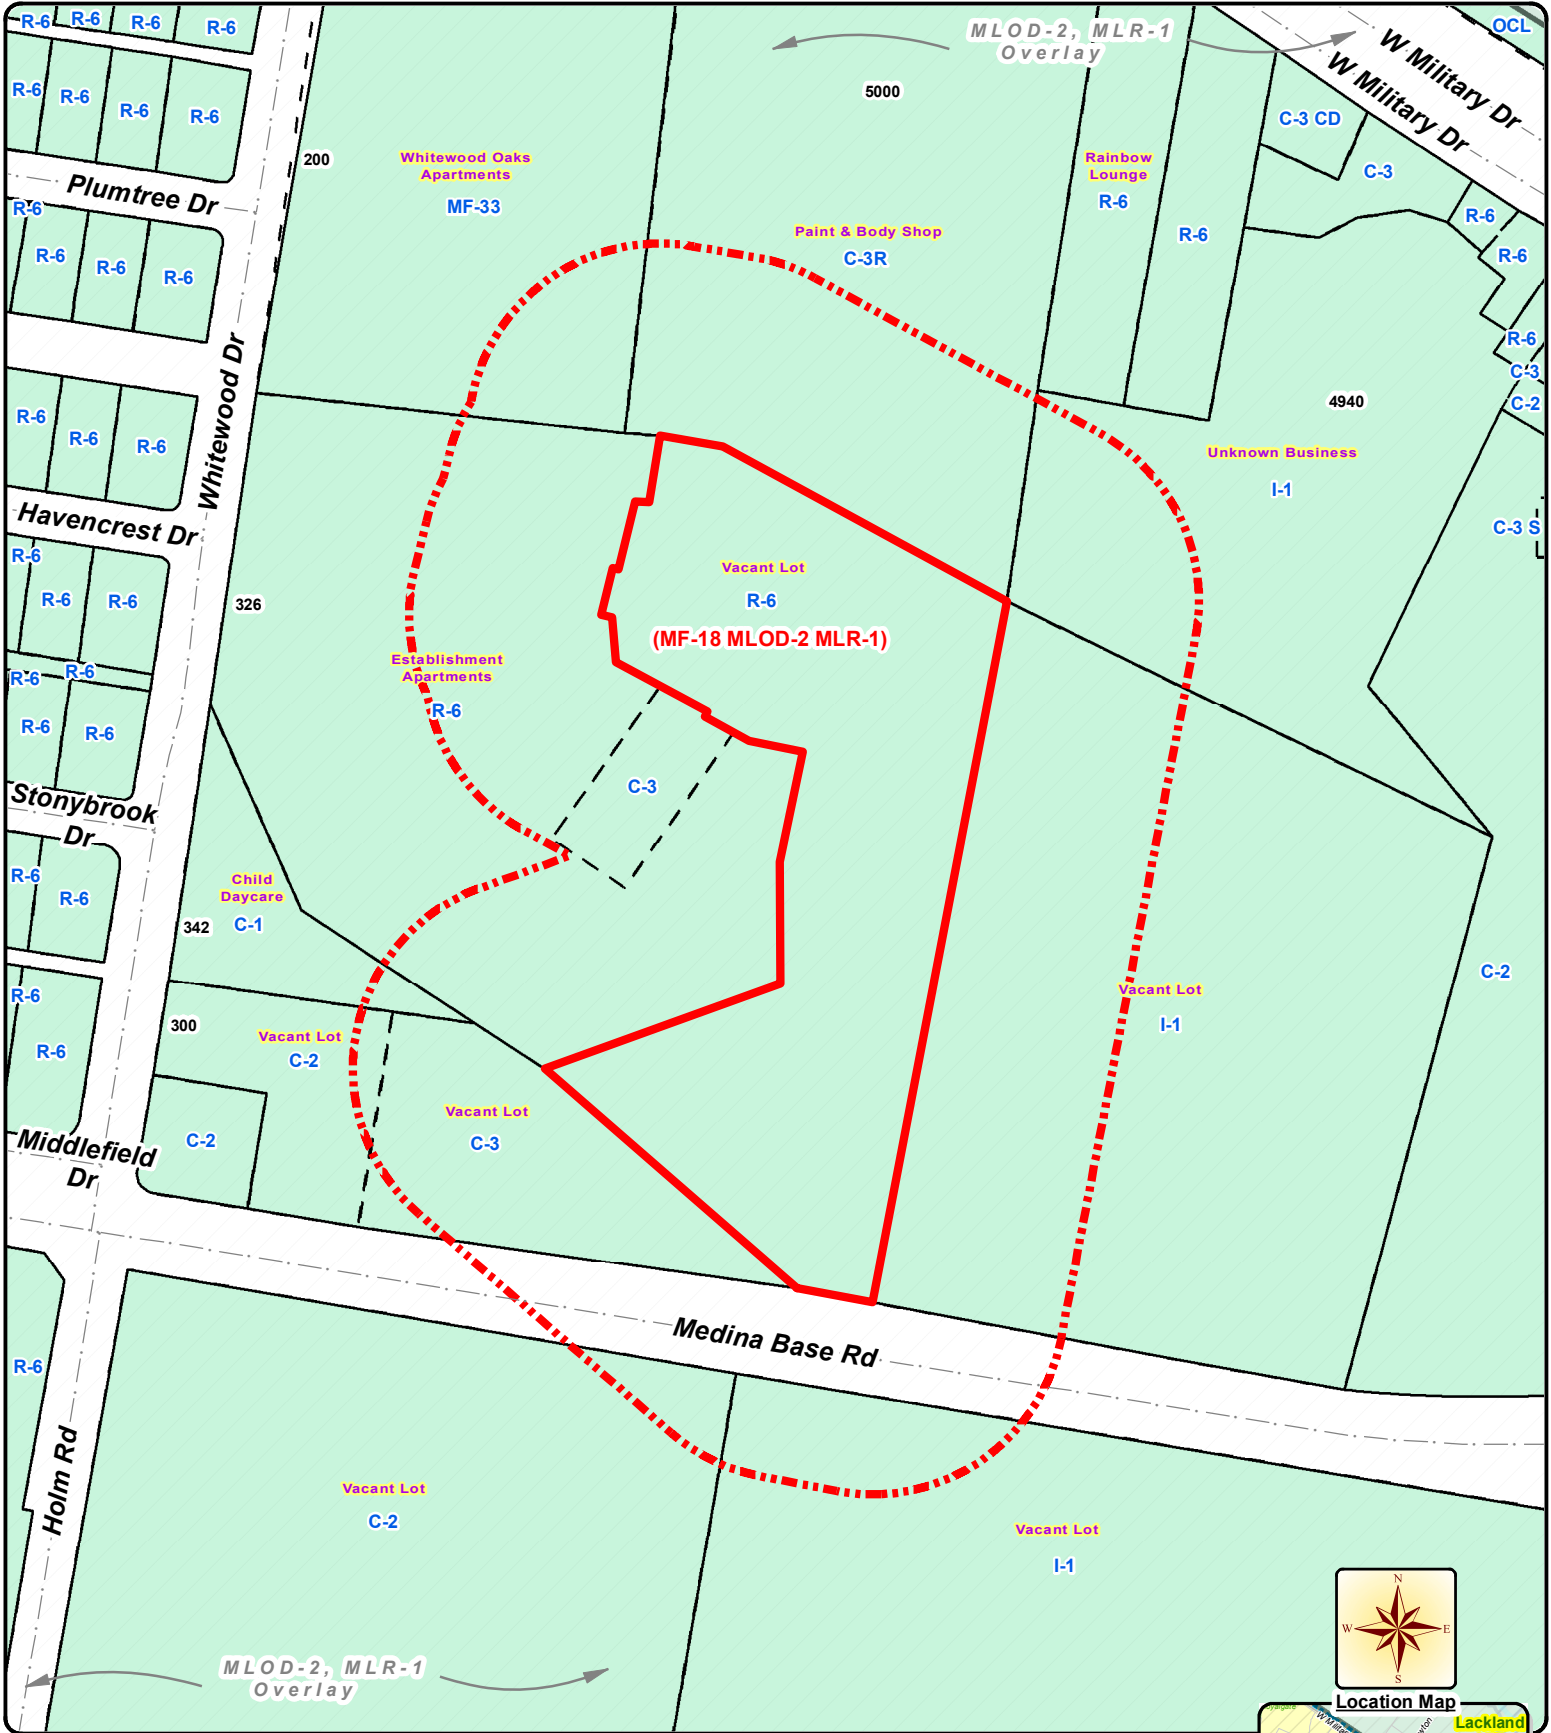 R-6
R-6
R-6
R-6
MLOD-2, MLR-1
Overlay
OCL
W Military Dr
W Military Dr
R-6
R-6
R-6
R-6
5000
C-3 CD
200
Whitewood Oaks
Apartments
MF-33
Rainbow
Lounge
R-6
C-3
Plumtree Dr
R-6
R-6
R-6
R-6
Paint & Body Shop
C-3R
R-6
R-6
R-6
R-6
R-6
C-3
C-2
Whitewood Dr
R-6
R-6
R-6
4940
Unknown Business
I-1
Havencrest Dr
C-3 S
R-6
R-6
R-6
326
Vacant Lot
R-6
(MF-18 MLOD-2 MLR-1)
Establishment
Apartments
R-6
R-6
R-6
R-6
R-6
C-3
Stonybrook
Dr
R-6
R-6
Child
Daycare
C-1
342
R-6
R-6
300
Vacant Lot
C-2
Vacant Lot
I-1
C-2
Vacant Lot
C-3
C-2
Middlefield
Dr
Medina Base Rd
R-6
Holm Rd
Vacant Lot
C-2
Vacant Lot
I-1
MLOD-2, MLR-1
Overlay
N
W
E
S
Location Map
Lackland